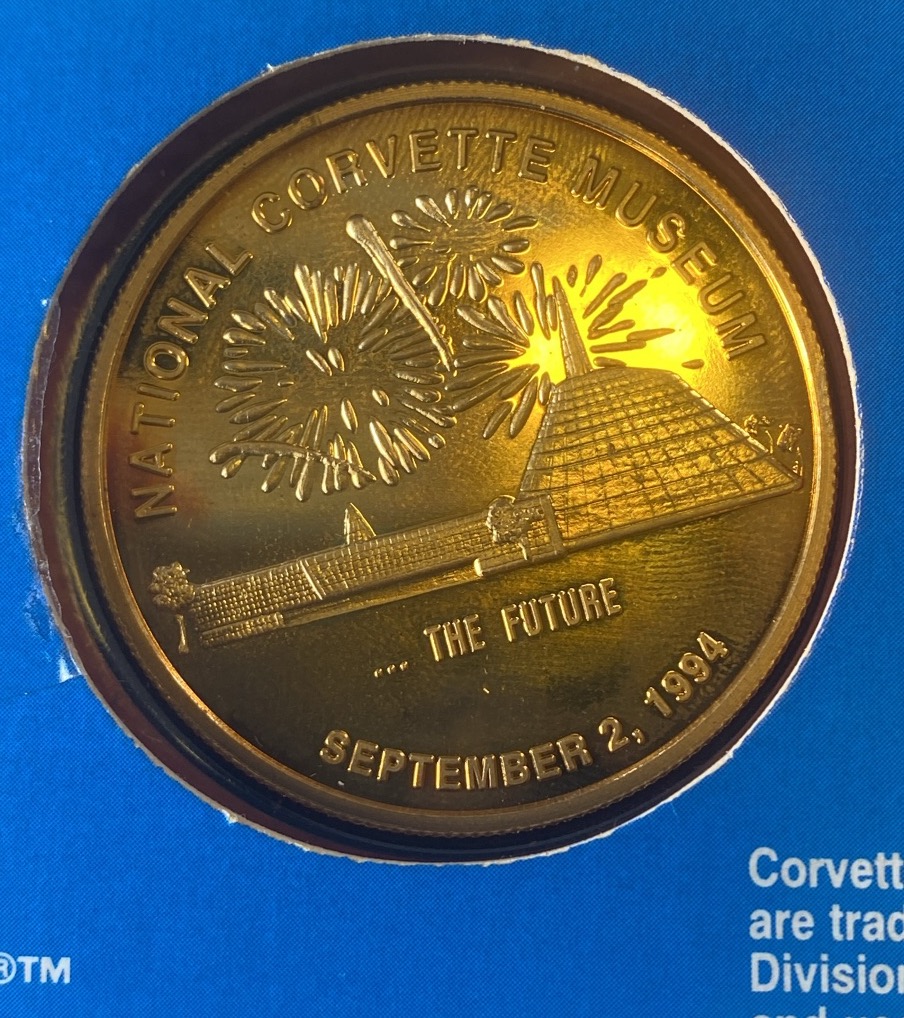 NATIONAL CORVETTE MUSEUM
... THE FUTURE
SEPTEMBER 2, 1994
®TM
Corvett
are trad
Division